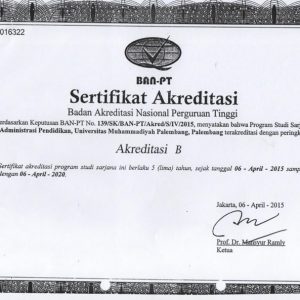 016322
BAN-PT
Sertifikat Akreditasi
Badan Akreditasi Nasional Perguruan Tinggi
erdasarkan Keputusan BAN-PT No. 139/SK/BAN-PT/Akred/S/IV/2015, menyatakan bahwa Program Studi Sarj
Administrasi Pendidikan, Universitas Muhammadiyah Palembang, Palembang terakreditasi dengan peringk
Akreditasi B
Sertifikat akreditasi program studi sarjana ini berlaku 5 (lima) tahun, sejak tanggal 06 - April - 2015 samp
dengan 06 - April - 2020.
Jakarta, 06 - April - 2015
Prof. Dr. Mansyur Ramly
Ketua